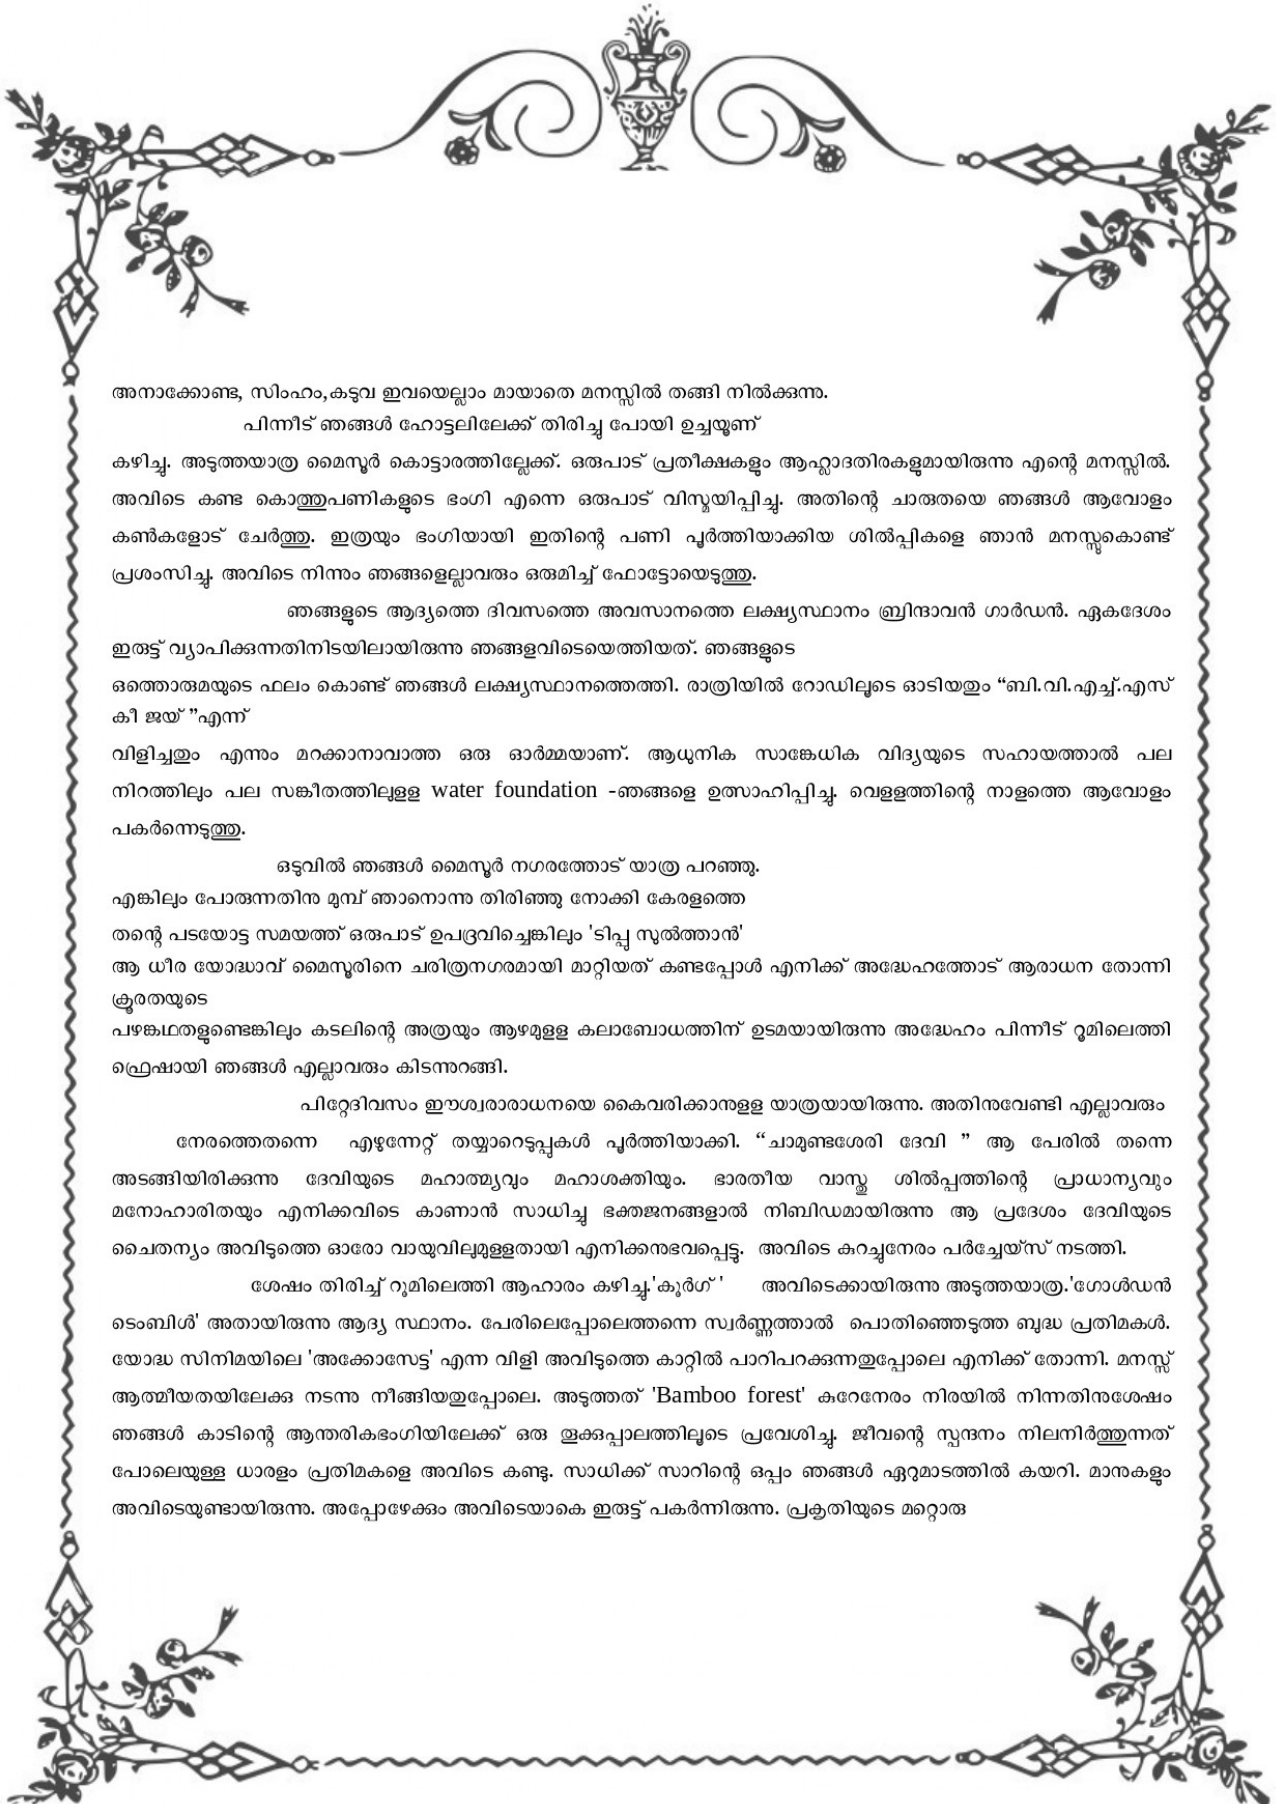 അനാക്കോണ്ട, സിംഹം,കടുവ ഇവയെല്ലാം മായാതെ മനസ്സിൽ തങ്ങി നിൽക്കുന്നു.
പിന്നീട് ഞങ്ങൾ ഹോട്ടലിലേക്ക് തിരിച്ചു പോയി ഉച്ചയൂണ്
കഴിച്ചു. അടുത്തയാത്ര മൈസൂർ കൊട്ടാരത്തില്ലേക്ക്. ഒരുപാട് പ്രതീക്ഷകളും ആഹ്ലാദതിരകളുമായിരുന്നു എന്റെ മനസ്സിൽ.
അവിടെ കണ്ട കൊത്തുപണികളുടെ ഭംഗി എന്നെ ഒരുപാട് വിസ്മയിപ്പിച്ചു. അതിന്റെ ചാരുതയെ ഞങ്ങൾ ആവോളം
കൺകളോട് ചേർത്തു. ഇത്രയും ഭംഗിയായി ഇതിന്റെ പണി പൂർത്തിയാക്കിയ ശിൽപ്പികളെ ഞാൻ മനസ്സുകൊണ്ട്
പ്രശംസിച്ചു. അവിടെ നിന്നും ഞങ്ങളെല്ലാവരും ഒരുമിച്ച് ഫോട്ടോയെടുത്തു.
ഞങ്ങളുടെ ആദ്യത്തെ ദിവസത്തെ അവസാനത്തെ ലക്ഷ്യസ്ഥാനം ബ്രിന്ദാവൻ ഗാർഡൻ. ഏകദേശം
ഇരുട്ട് വ്യാപിക്കുന്നതിനിടയിലായിരുന്നു ഞങ്ങളവിടെയെത്തിയത്. ഞങ്ങളുടെ
ഒത്തൊരുമയുടെ ഫലം കൊണ്ട് ഞങ്ങൾ ലക്ഷ്യസ്ഥാനത്തെത്തി. രാത്രിയിൽ റോഡിലൂടെ ഓടിയതും “ബി.വി.എച്ച്.എസ്
കീ ജയ് ”എന്ന്
വിളിച്ചതും എന്നും മറക്കാനാവാത്ത ഒരു ഓർമ്മയാണ്. ആധുനിക സാങ്കേധിക വിദ്യയുടെ സഹായത്താൽ പല
നിറത്തിലും പല സങ്കീതത്തിലുളള water foundation -ഞങ്ങളെ ഉത്സാഹിപ്പിച്ചു. വെളളത്തിന്റെ നാളത്തെ ആവോളം
പകർന്നെടുത്തു.
ഒടുവിൽ ഞങ്ങൾ മൈസൂർ നഗരത്തോട് യാത്ര പറഞ്ഞു.
എങ്കിലും പോരുന്നതിനു മുമ്പ് ഞാനൊന്നു തിരിഞ്ഞു നോക്കി കേരളത്തെ
തന്റെ പടയോട്ട സമയത്ത് ഒരുപാട് ഉപദ്രവിച്ചെങ്കിലും 'ടിപ്പു സുൽത്താൻ'
ആ ധീര യോദ്ധാവ് മൈസൂരിനെ ചരിത്രനഗരമായി മാറ്റിയത് കണ്ടപ്പോൾ എനിക്ക് അദ്ധേഹത്തോട് ആരാധന തോന്നി
ക്രൂരതയുടെ
പഴങ്കഥതളുണ്ടെങ്കിലും കടലിന്റെ അത്രയും ആഴമുളള കലാബോധത്തിന് ഉടമയായിരുന്നു അദ്ധേഹം പിന്നീട് റൂമിലെത്തി
ഫ്രെഷായി ഞങ്ങൾ എല്ലാവരും കിടന്നുറങ്ങി.
പിറ്റേദിവസം ഈശ്വരാരാധനയെ കൈവരിക്കാനുളള യാത്രയായിരുന്നു. അതിനുവേണ്ടി എല്ലാവരും
നേരത്തെതന്നെ എഴുന്നേറ്റ് തയ്യാറെടുപ്പുകൾ പൂർത്തിയാക്കി. “ചാമുണ്ടശേരി ദേവി ” ആ പേരിൽ തന്നെ
അടങ്ങിയിരിക്കുന്നു ദേവിയുടെ മഹാത്മ്യവും മഹാശക്തിയും. ഭാരതീയ വാസ്തു ശിൽപ്പത്തിന്റെ പ്രാധാന്യവും
മനോഹാരിതയും എനിക്കവിടെ കാണാൻ സാധിച്ചു ഭക്തജനങ്ങളാൽ നിബിഡമായിരുന്നു ആ പ്രദേശം ദേവിയുടെ
ചൈതന്യം അവിടുത്തെ ഓരോ വായുവിലുമുളളതായി എനിക്കനുഭവപ്പെട്ടു. അവിടെ കുറച്ചുനേരം പർച്ചേയ്സ് നടത്തി.
ശേഷം തിരിച്ച് റൂമിലെത്തി ആഹാരം കഴിച്ചു.'കൂർഗ് ' അവിടെക്കായിരുന്നു അടുത്തയാത്ര.'ഗോൾഡൻ
ടെംബിൾ' അതായിരുന്നു ആദ്യ സ്ഥാനം. പേരിലെപ്പോലെത്തന്നെ സ്വർണ്ണത്താൽ പൊതിഞ്ഞെടുത്ത ബുദ്ധ പ്രതിമകൾ.
യോദ്ധ സിനിമയിലെ 'അക്കോസേട്ട' എന്ന വിളി അവിടുത്തെ കാറ്റിൽ പാറിപറക്കുന്നതുപ്പോലെ എനിക്ക് തോന്നി. മനസ്സ്
ആത്മീയതയിലേക്കു നടന്നു നീങ്ങിയതുപ്പോലെ. അടുത്തത് 'Bamboo forest' കുറേനേരം നിരയിൽ നിന്നതിനുശേഷം
ഞങ്ങൾ കാടിന്റെ ആന്തരികഭംഗിയിലേക്ക് ഒരു തൂക്കുപ്പാലത്തിലൂടെ പ്രവേശിച്ചു. ജീവന്റെ സ്പന്ദനം നിലനിർത്തുന്നത്
പോലെയുള്ള ധാരളം പ്രതിമകളെ അവിടെ കണ്ടു. സാധിക്ക് സാറിന്റെ ഒപ്പം ഞങ്ങൾ ഏറുമാടത്തിൽ കയറി. മാനുകളും
അവിടെയുണ്ടായിരുന്നു. അപ്പോഴേക്കും അവിടെയാകെ ഇരുട്ട് പകർന്നിരുന്നു. പ്രകൃതിയുടെ മറ്റൊരു